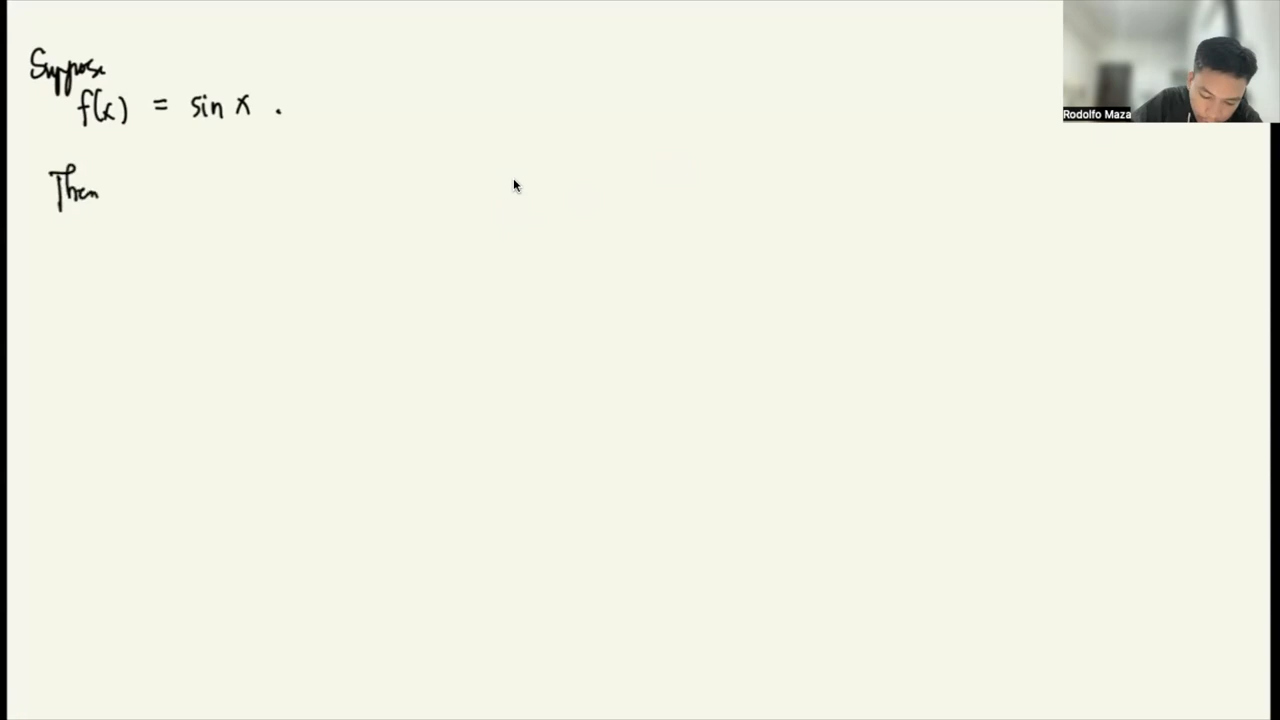 Suppose
f(x) = sin x .
Then
Rodolfo Maza